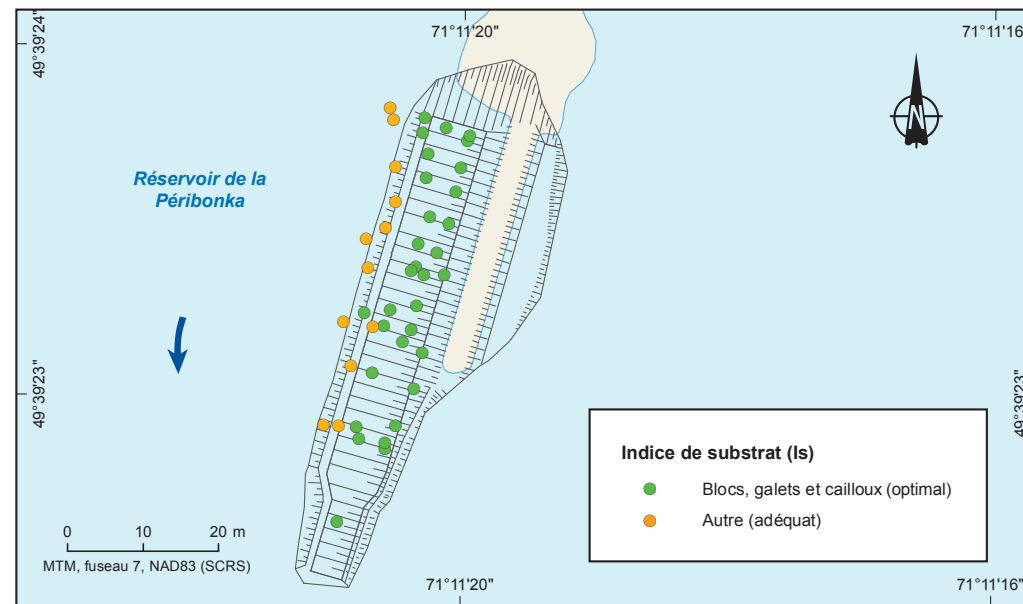 71°11'20"
71°11'16
49°39'24"
N
Réservoir de la
Péribonka
49°39'23"
49°39'23"
Indice de substrat (Is)
Blocs, galets et cailloux (optimal)
Autre (adéquat)
0 10 20 m
MTM, fuseau 7, NAD83 (SCRS)
71°11'20"
71°11'16